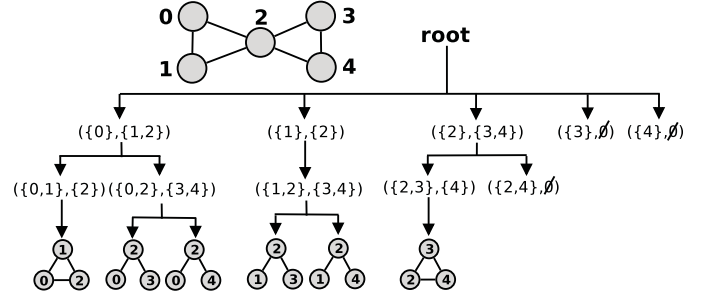 0 2 3
1 4
root
({0},{1,2}) ({1},{2}) ({2},{3,4}) ({3},∅) ({4},∅)
({0,1},{2}) ({0,2},{3,4}) ({1,2},{3,4}) ({2,3},{4}) ({2,4},∅)
1 2 2 2 2 3
0 2 0 3 0 4 1 3 1 4 2 4